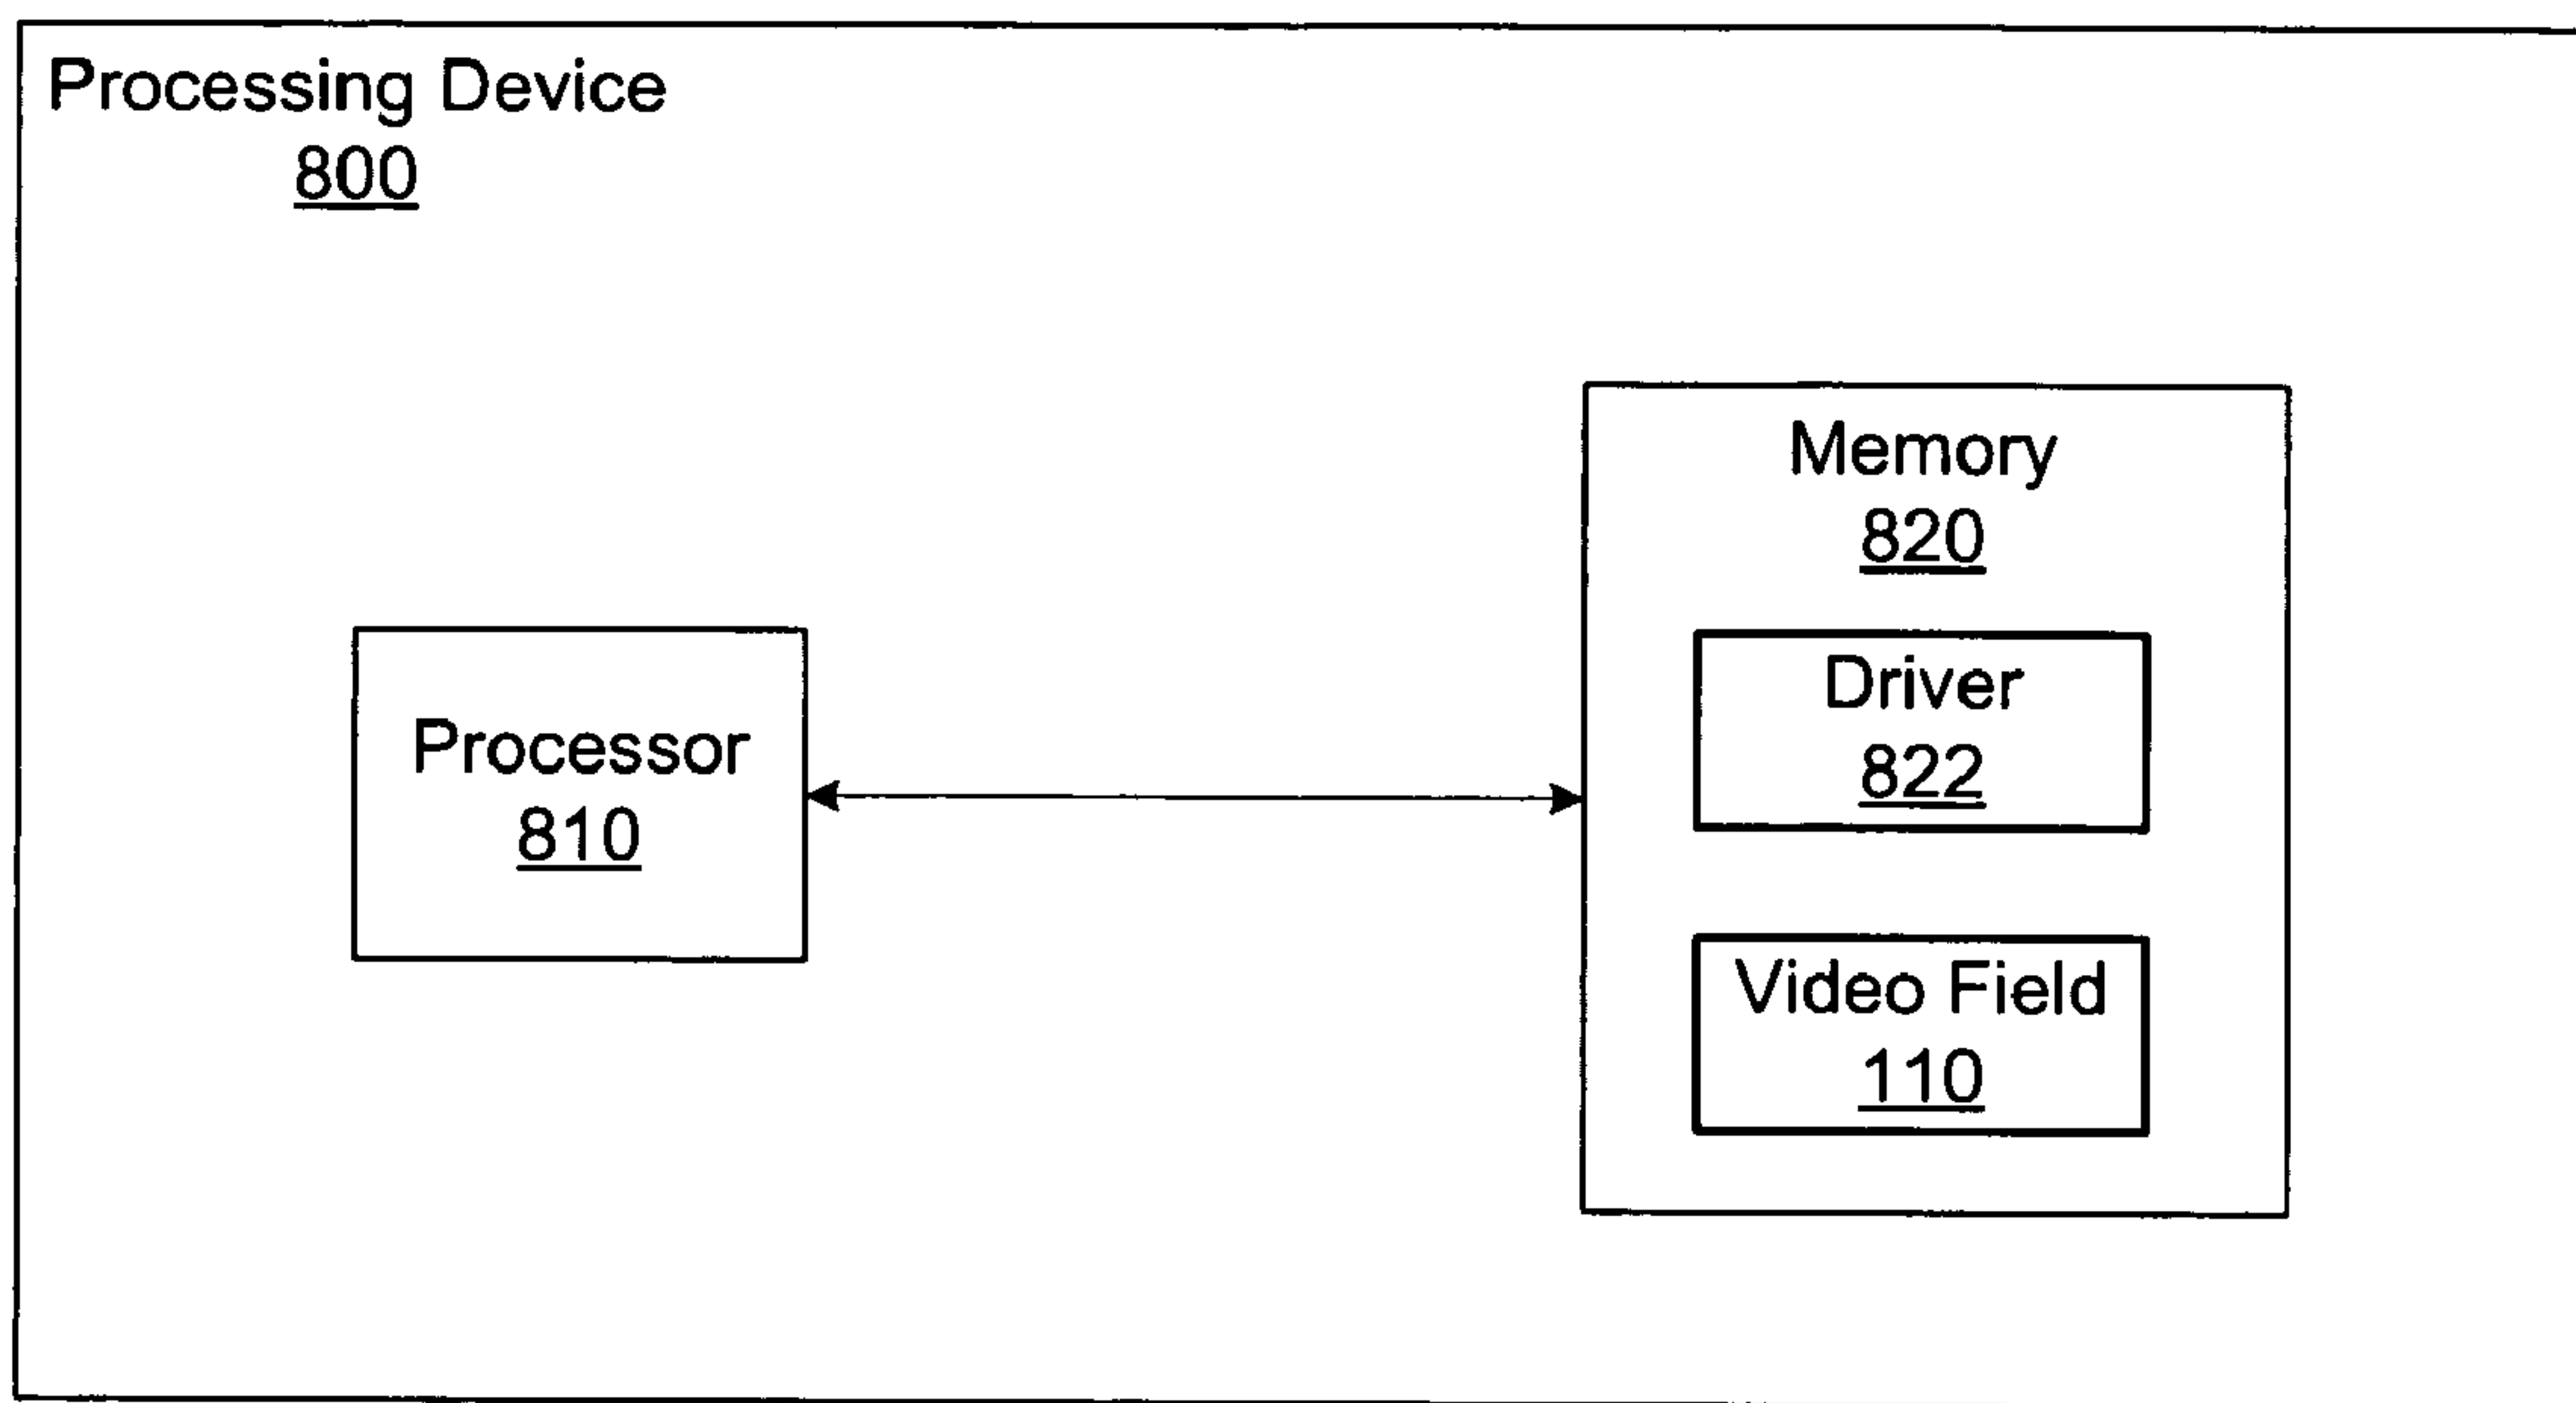 Processing Device
800
Memory
820
Driver
822
Processor
810
Video Field
110